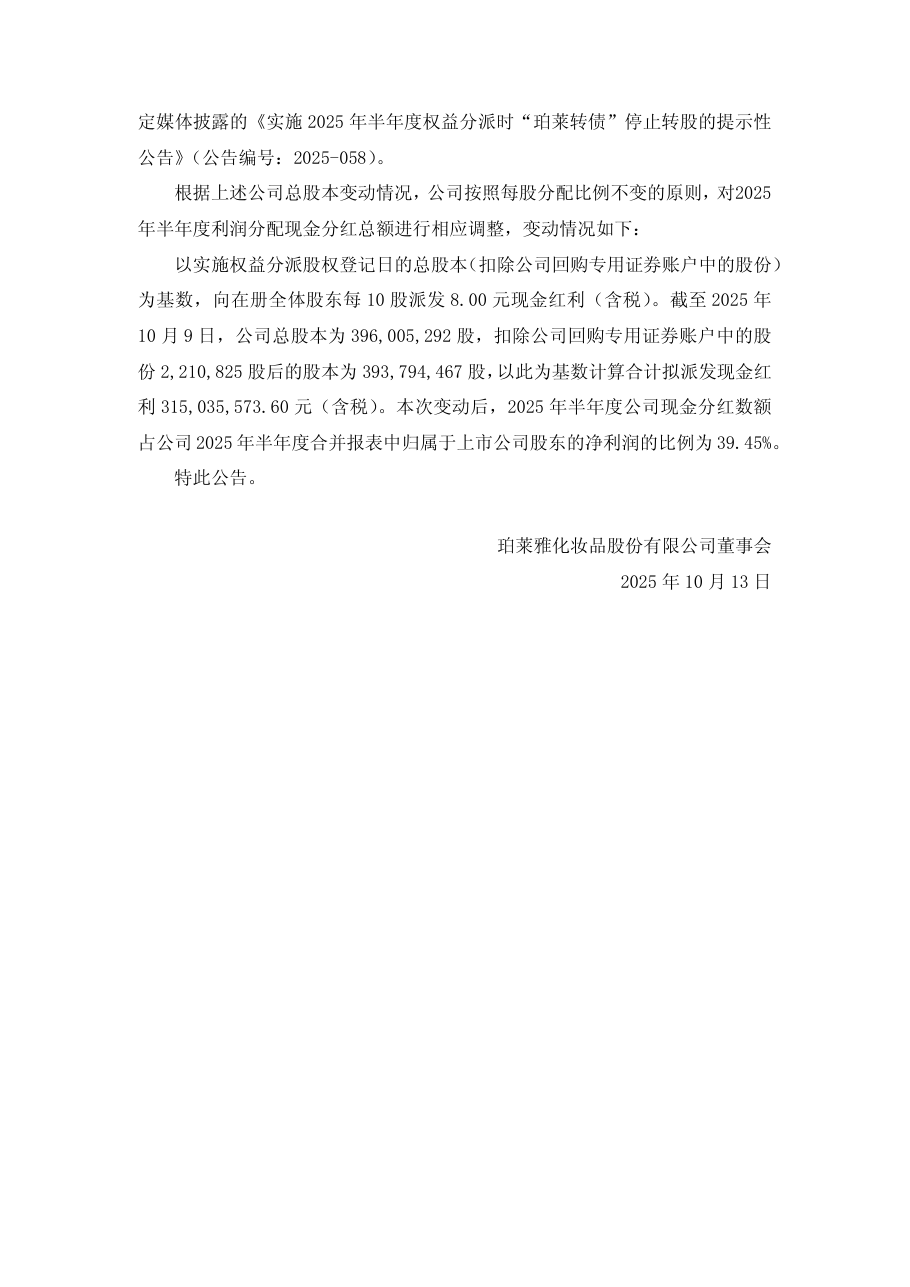 定媒体披露的《实施 2025 年半年度权益分派时“珀莱转债”停止转股的提示性
公告》（公告编号：2025-058）。
根据上述公司总股本变动情况，公司按照每股分配比例不变的原则，对2025
年半年度利润分配现金分红总额进行相应调整，变动情况如下：
以实施权益分派股权登记日的总股本（扣除公司回购专用证券账户中的股份）
为基数，向在册全体股东每 10 股派发 8.00 元现金红利（含税）。截至 2025 年
10 月 9 日，公司总股本为 396,005,292 股，扣除公司回购专用证券账户中的股
份 2,210,825 股后的股本为 393,794,467 股，以此为基数计算合计拟派发现金红
利 315,035,573.60 元（含税）。本次变动后，2025 年半年度公司现金分红数额
占公司 2025 年半年度合并报表中归属于上市公司股东的净利润的比例为 39.45%。
特此公告。
珀莱雅化妆品股份有限公司董事会
2025 年 10 月 13 日